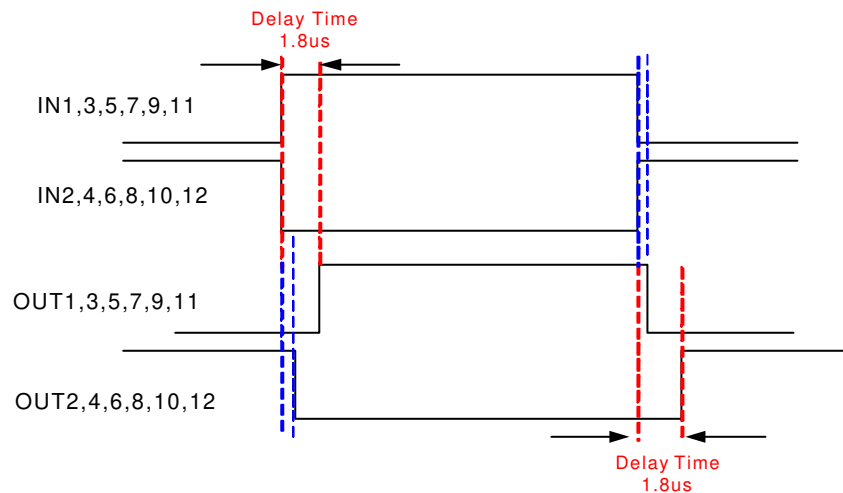 Delay Time
1.8us
IN1,3,5,7,9,11
IN2,4,6,8,10,12
OUT1,3,5,7,9,11
OUT2,4,6,8,10,12
Delay Time
1.8us